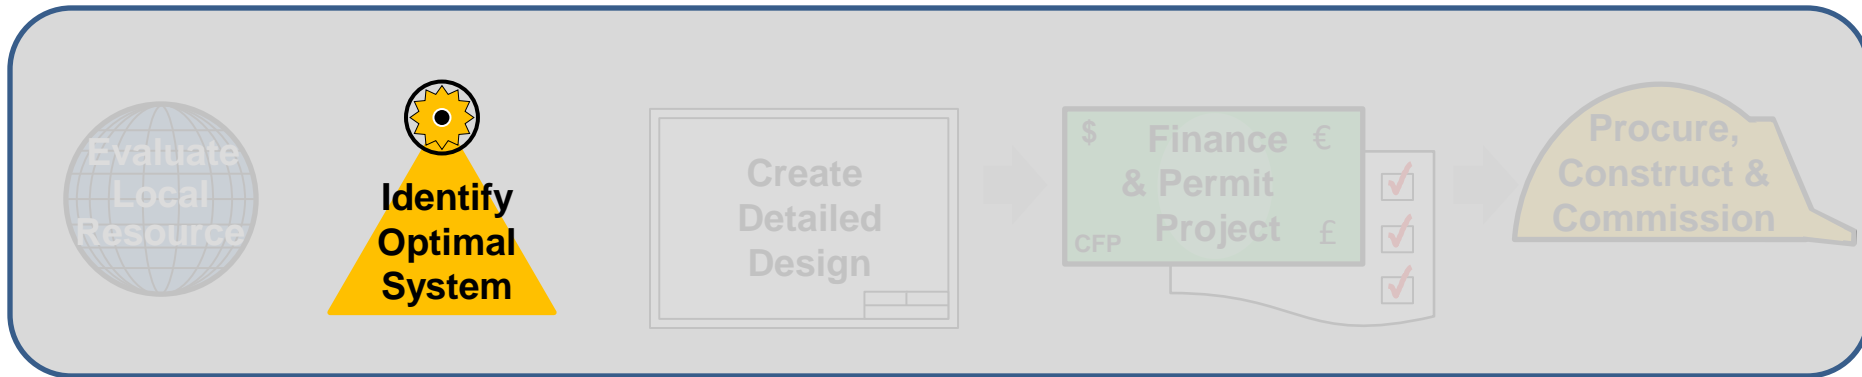 Evaluate
Local
Resource
Identify
Optimal
System
Create
Detailed
Design
$ Finance €
& Permit
Project
CFP £
Procure,
Construct &
Commission